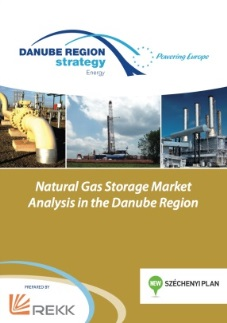 DANUBE REGION
strategy
Energy
Powering Europe
Natural Gas Storage Market
Analysis in the Danube Region
PREPARED BY
REKK
NEW
SZÉCHENYI PLAN